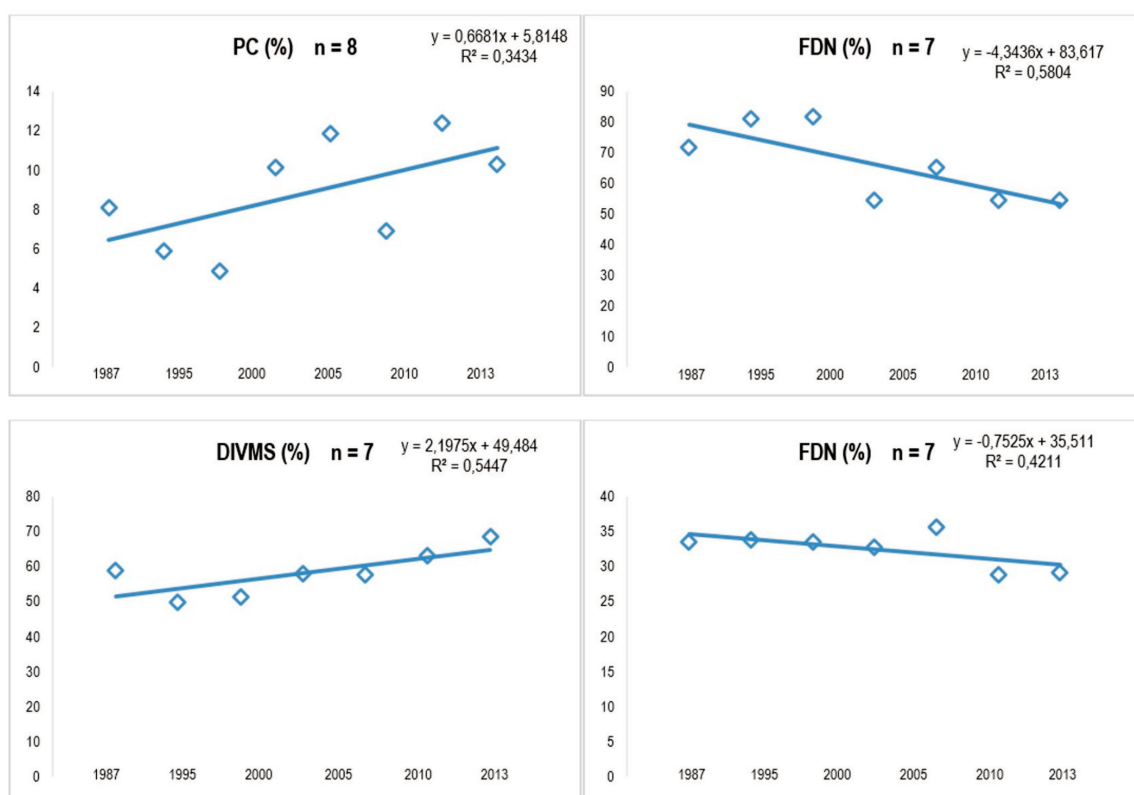 PC (%) n = 8
y = 0,6681x + 5,8148
R² = 0,3434
14
12
10
8
6
4
2
0
1987 1995 2000 2005 2010 2013
FDN (%) n = 7
y = -4,3436x + 83,617
R² = 0,5804
90
80
70
60
50
40
30
20
10
0
1987 1995 2000 2005 2010 2013
DIVMS (%) n = 7
y = 2,1975x + 49,484
R² = 0,5447
80
70
60
50
40
30
20
10
0
1987 1995 2000 2005 2010 2013
FDN (%) n = 7
y = -0,7525x + 35,511
R² = 0,4211
40
35
30
25
20
15
10
5
0
1987 1995 2000 2005 2010 2013